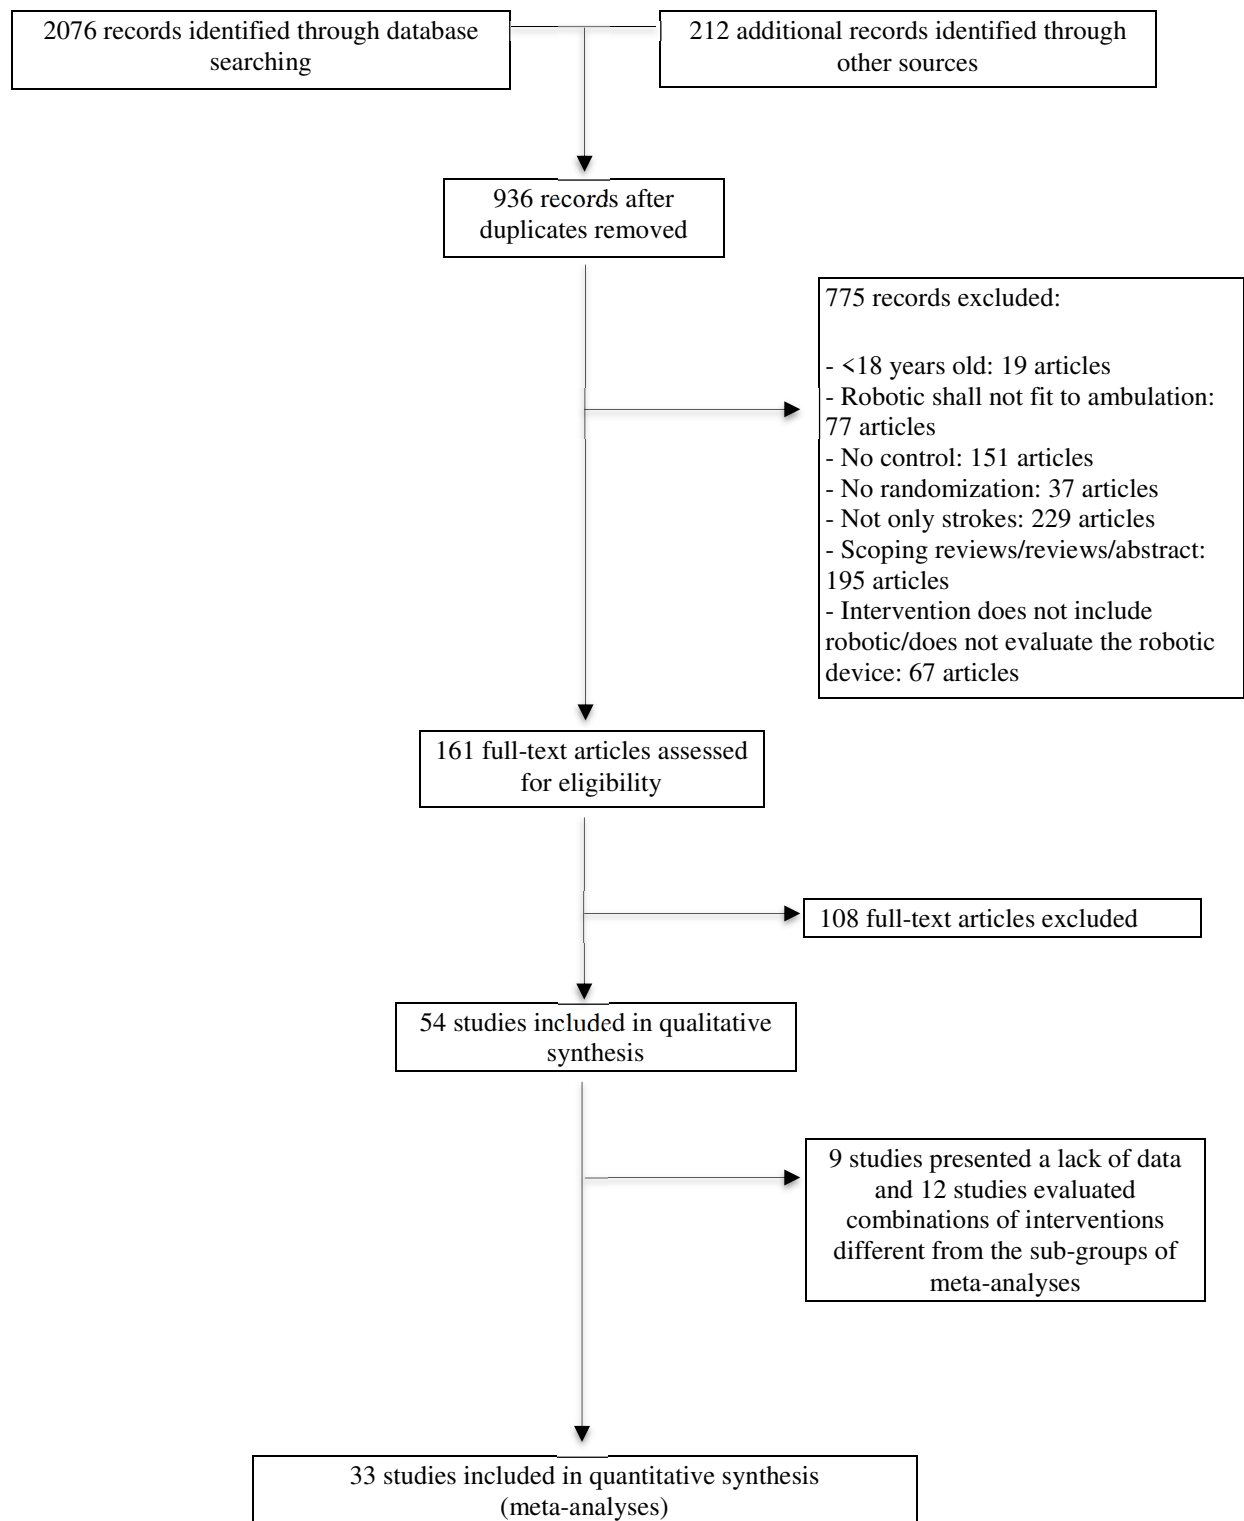 2076 records identified through database
searching
212 additional records identified through
other sources
936 records after
duplicates removed
775 records excluded:
- <18 years old: 19 articles
- Robotic shall not fit to ambulation:
77 articles
- No control: 151 articles
- No randomization: 37 articles
- Not only strokes: 229 articles
- Scoping reviews/reviews/abstract:
195 articles
- Intervention does not include
robotic/does not evaluate the robotic
device: 67 articles
161 full-text articles assessed
for eligibility
108 full-text articles excluded
54 studies included in qualitative
synthesis
9 studies presented a lack of data
and 12 studies evaluated
combinations of interventions
different from the sub-groups of
meta-analyses
33 studies included in quantitative synthesis
(meta-analyses)